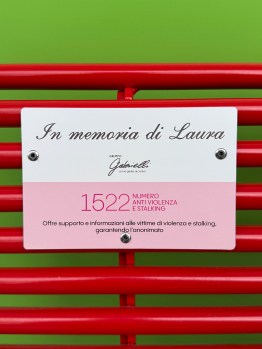 In memoria di Laura
GRUPPO
Gabrielli
1522 NUMERO
ANTI VIOLENZA
E STALKING
Offre supporto e informazioni alle vittime di violenza e stalking,
garantendo l'anonimato